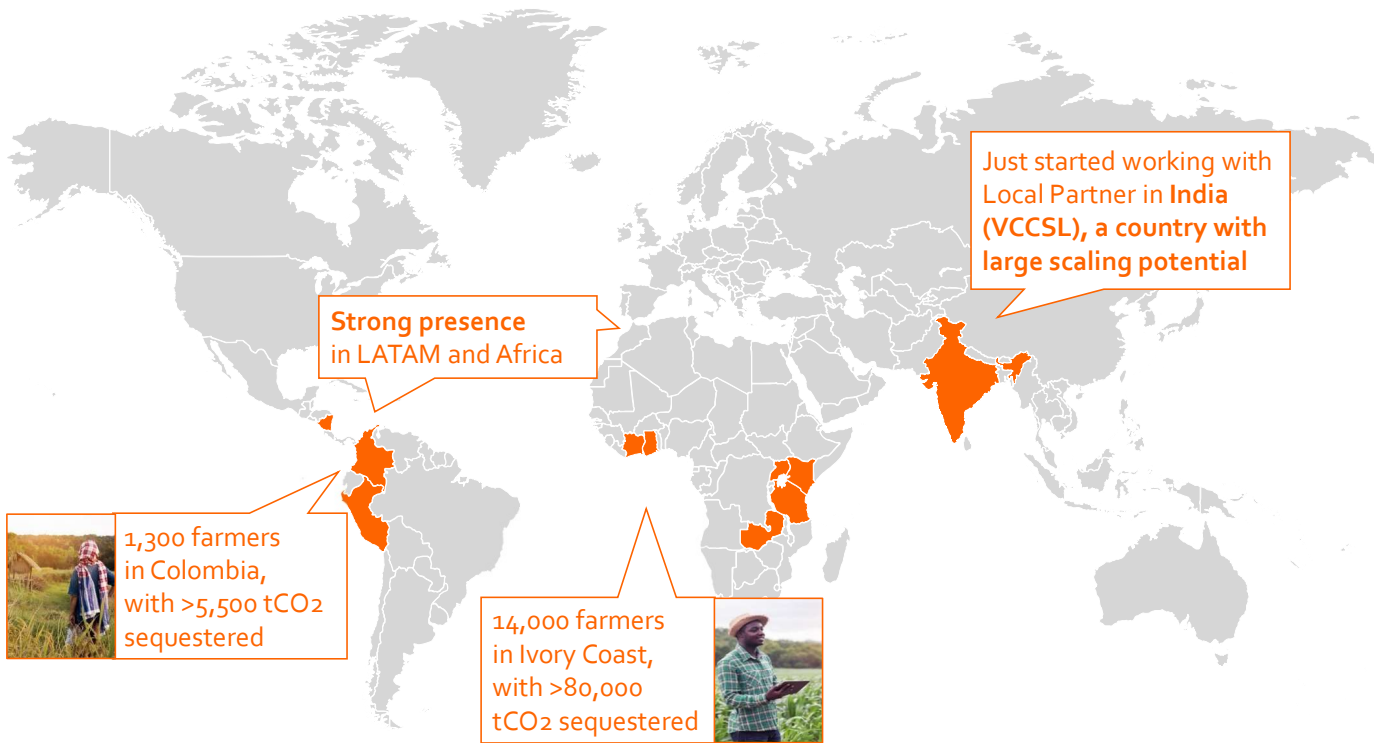 Just started working with
Local Partner in India
(VCCSL), a country with
large scaling potential
Strong presence
in LATAM and Africa
1,300 farmers
in Colombia,
with >5,500 tCO2
sequestered
14,000 farmers
in Ivory Coast,
with >80,000
tCO2 sequestered